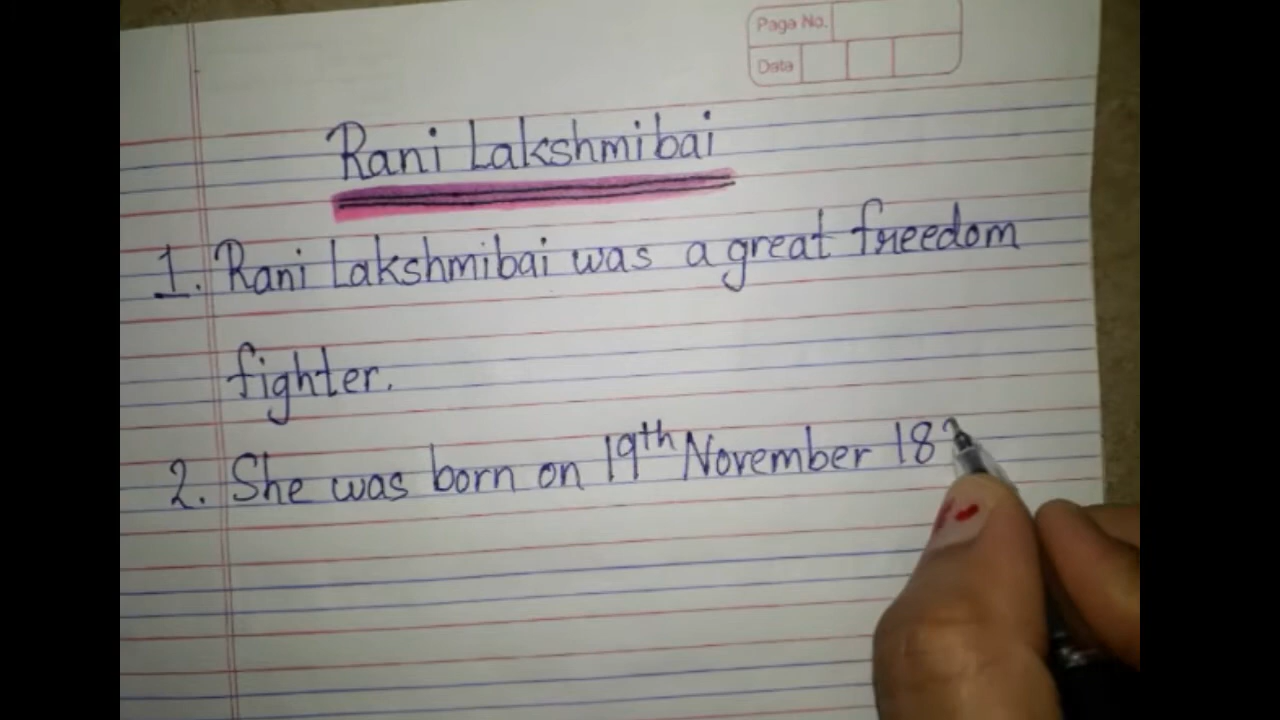 Page No.
Data
Rani Lakshmibai
1. Rani Lakshmibai was a great freedom
fighter.
2. She was born on 19th November 18